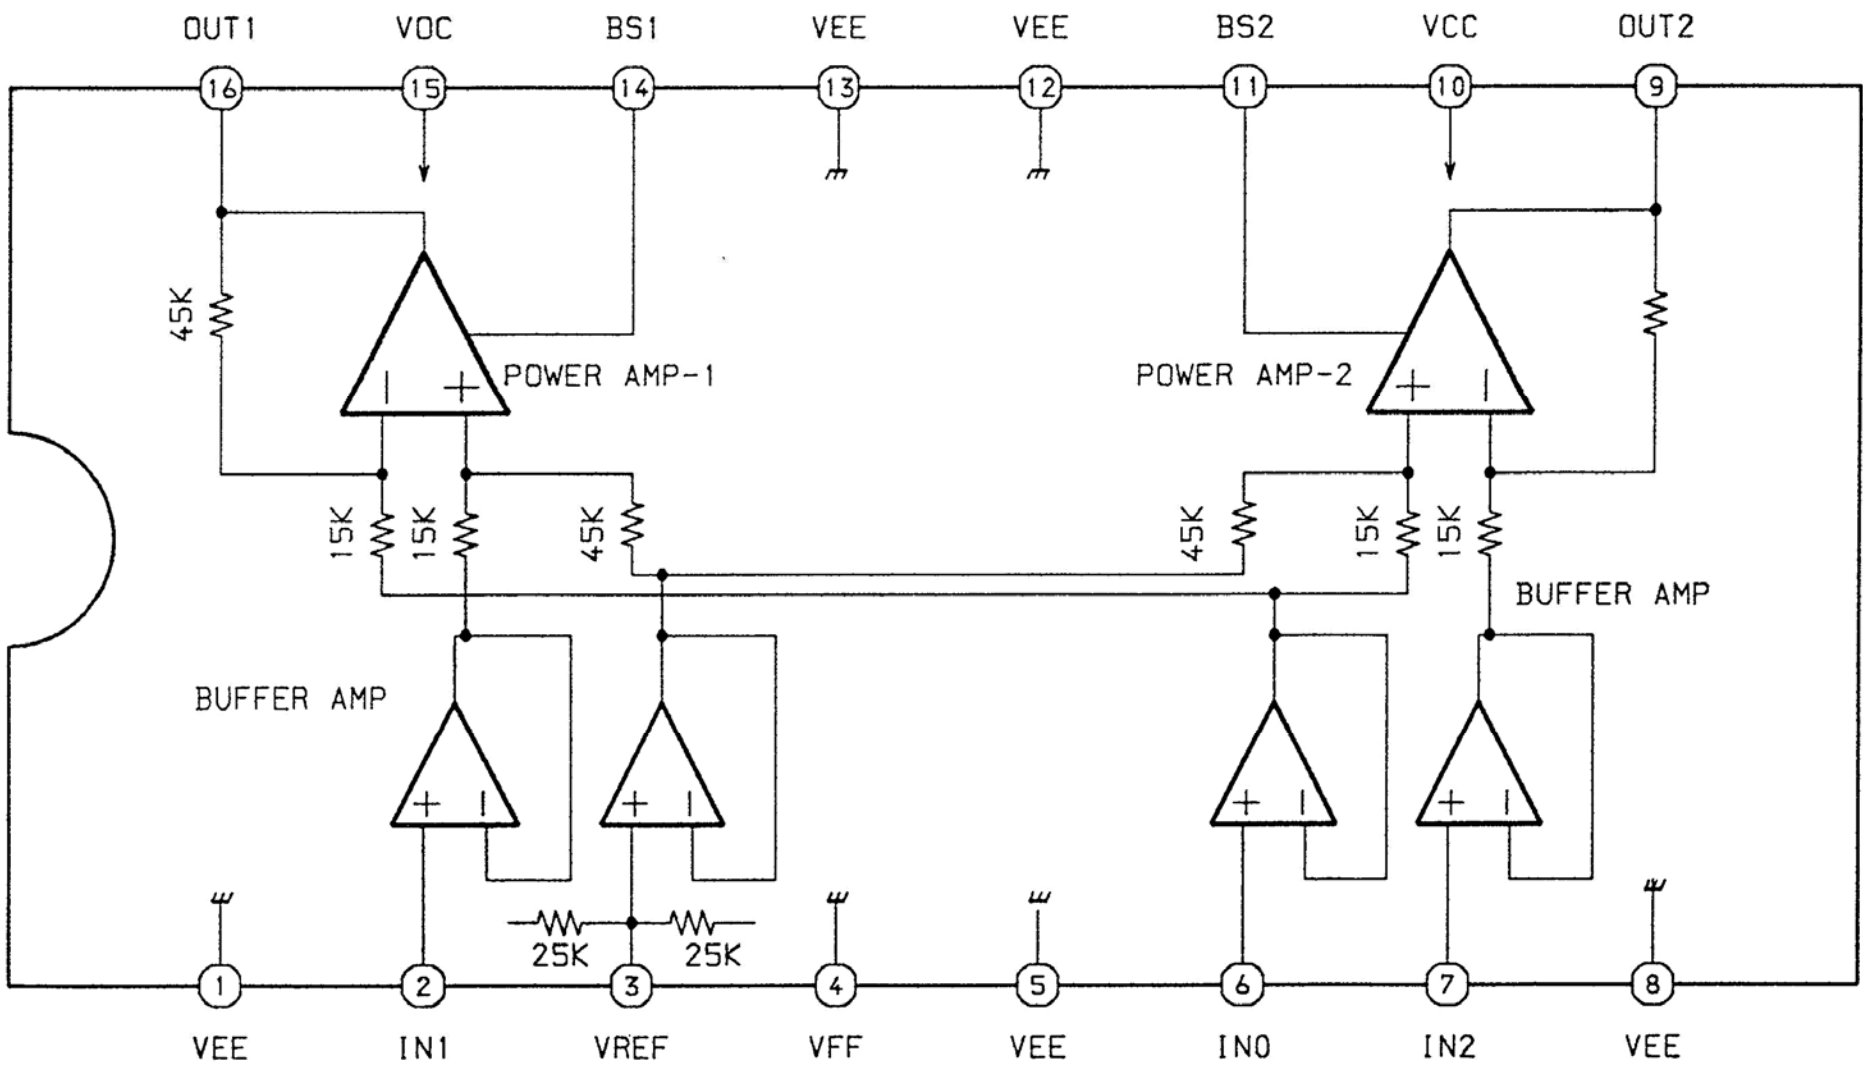 OUT1 VOC BS1 VEE VEE BS2 VCC OUT2
16 15 14 13 12 11 10 9
45K
POWER AMP-1 POWER AMP-2
15K 15K 45K 45K 15K 15K
BUFFER AMP
BUFFER AMP
25K 25K
1 2 3 4 5 6 7 8
VEE IN1 VREF VFF VEE IN0 IN2 VEE